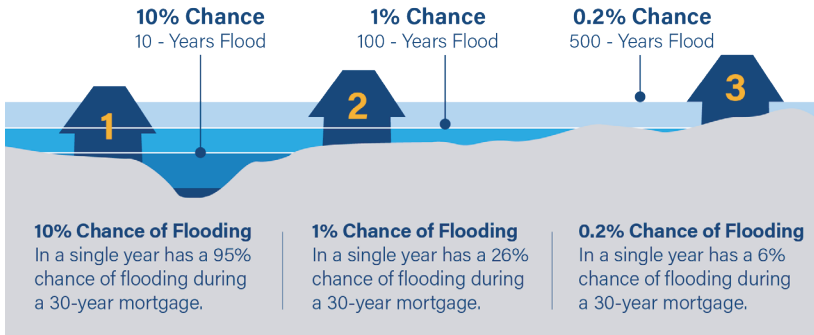 10% Chance
10 - Years Flood
1% Chance
100 - Years Flood
0.2% Chance
500 - Years Flood
1
2
3
10% Chance of Flooding
In a single year has a 95%
chance of flooding during
a 30-year mortgage.
1% Chance of Flooding
In a single year has a 26%
chance of flooding during
a 30-year mortgage.
0.2% Chance of Flooding
In a single year has a 6%
chance of flooding during
a 30-year mortgage.